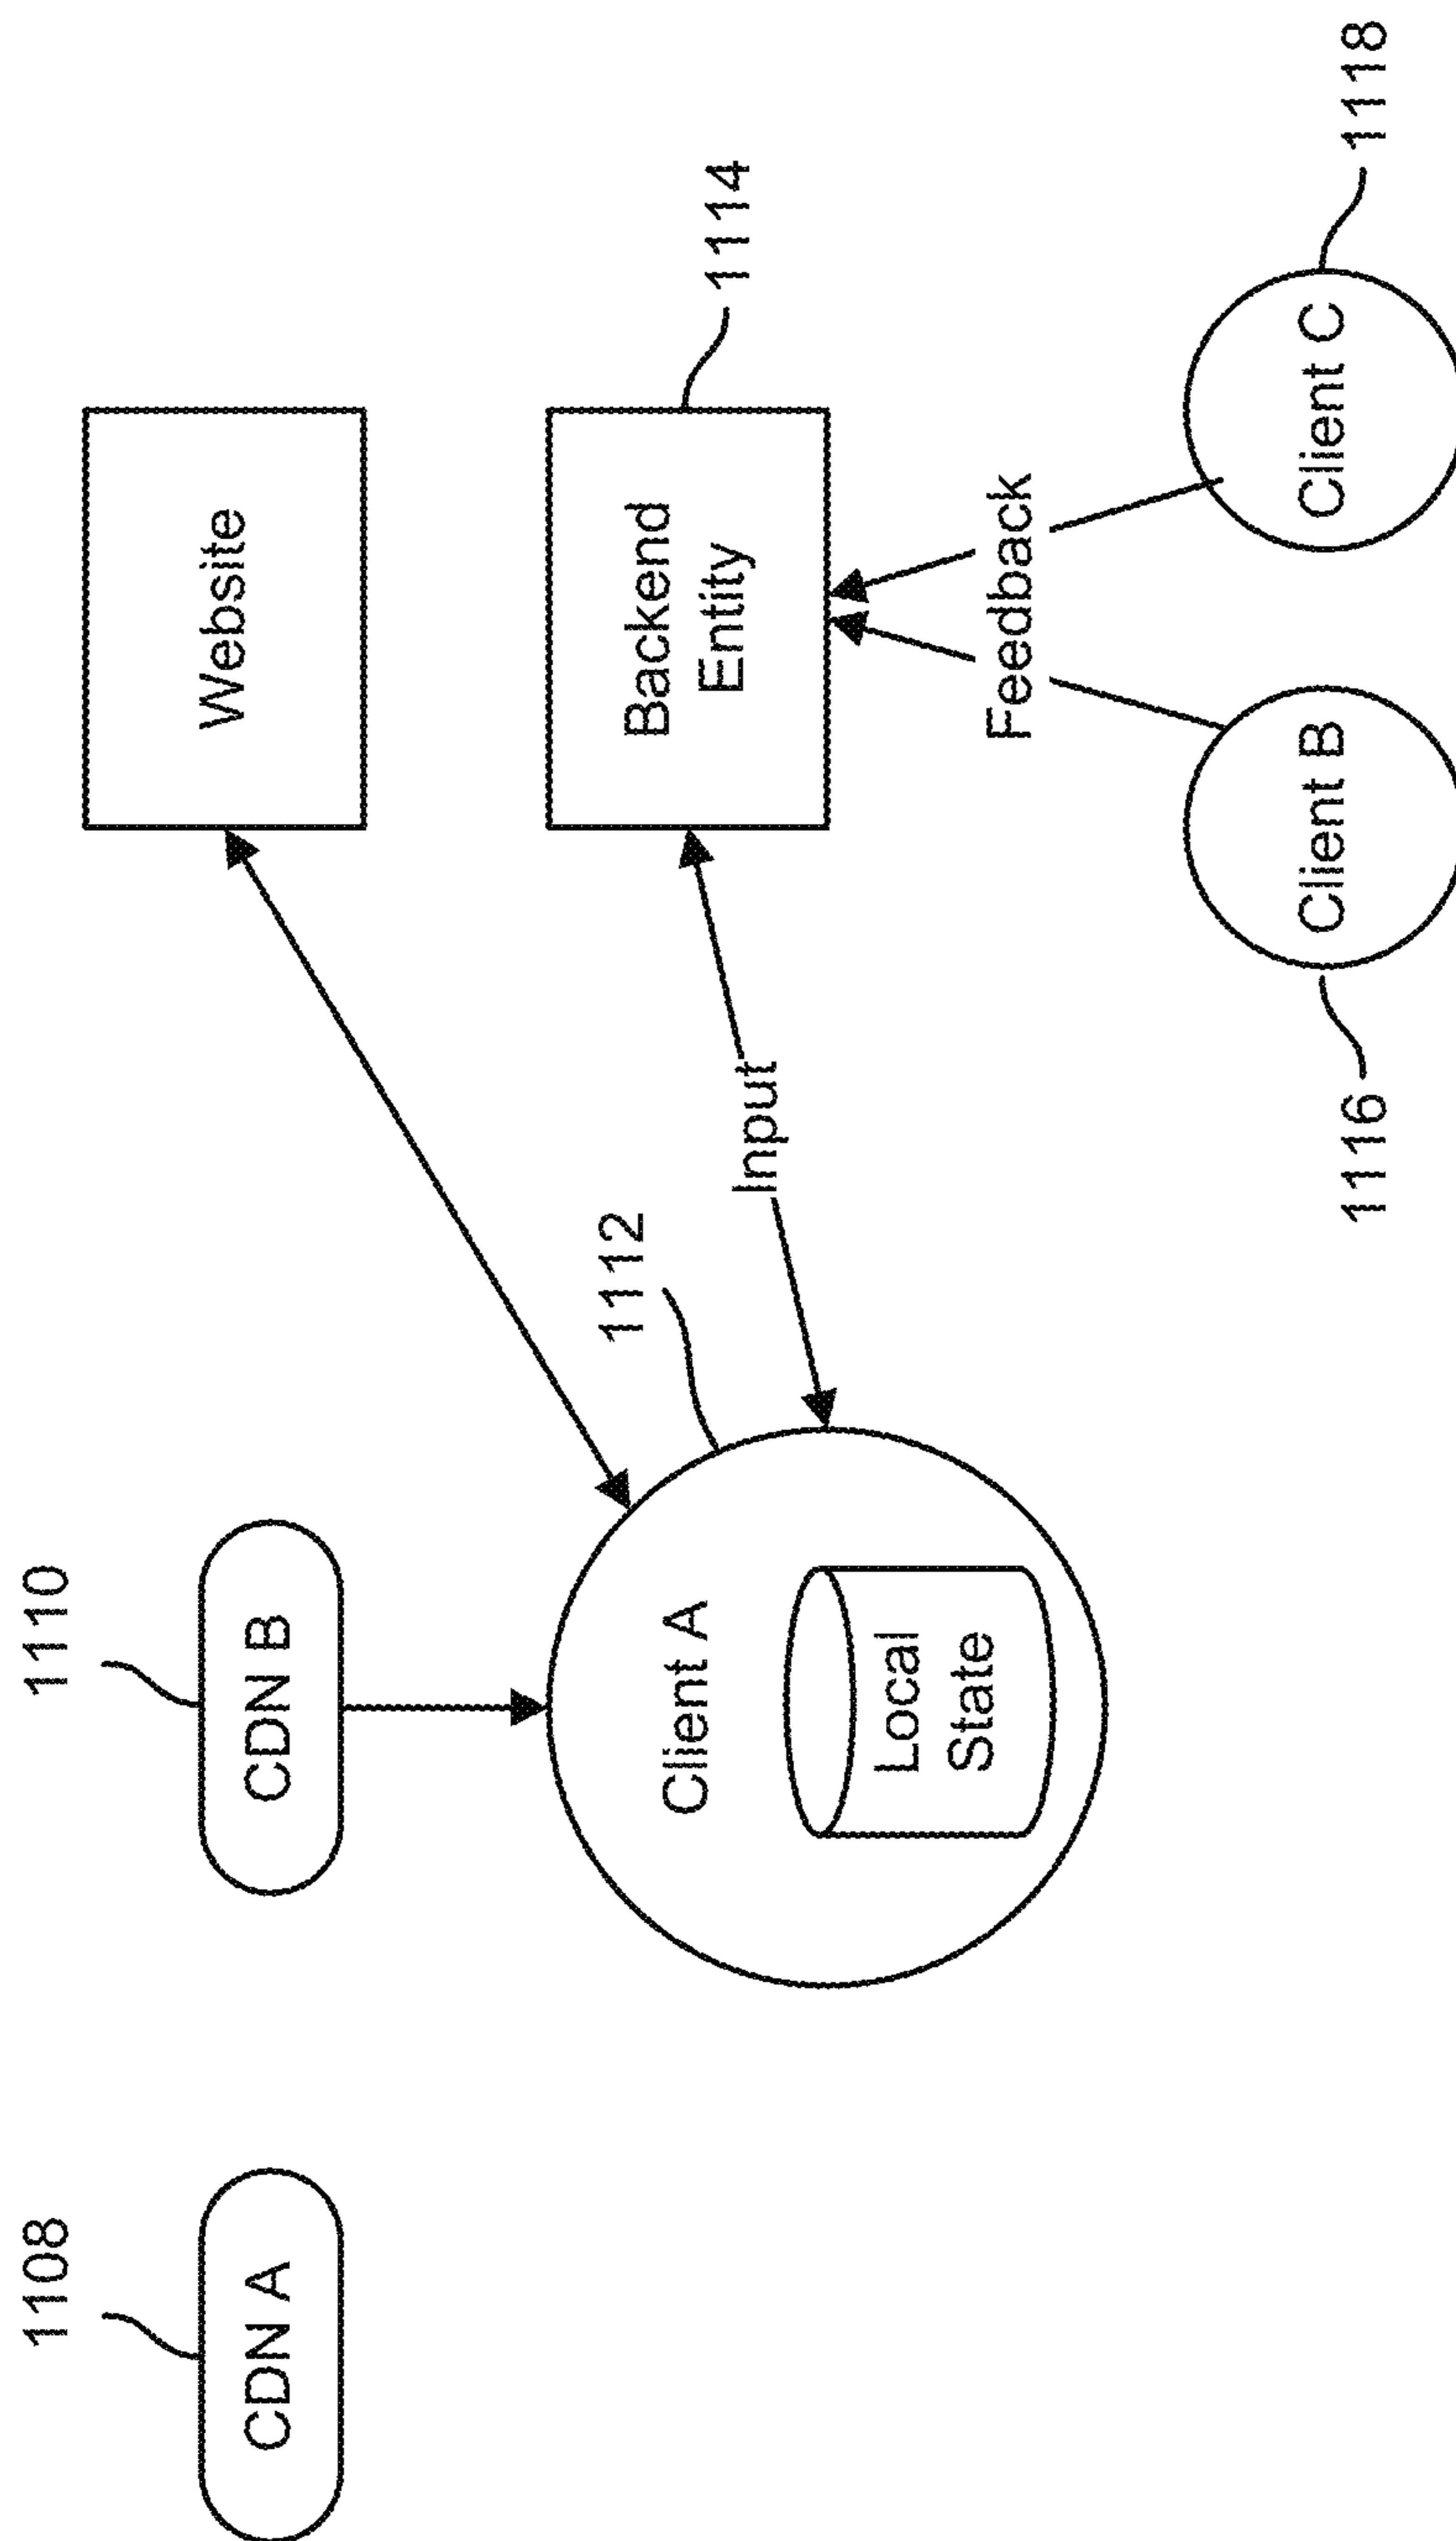 1108
1110
CDN A
CDN B
Website
1112
Client A
Local
State
Input
Backend
Entity
1114
Feedback
Client B
Client C
1116
1118